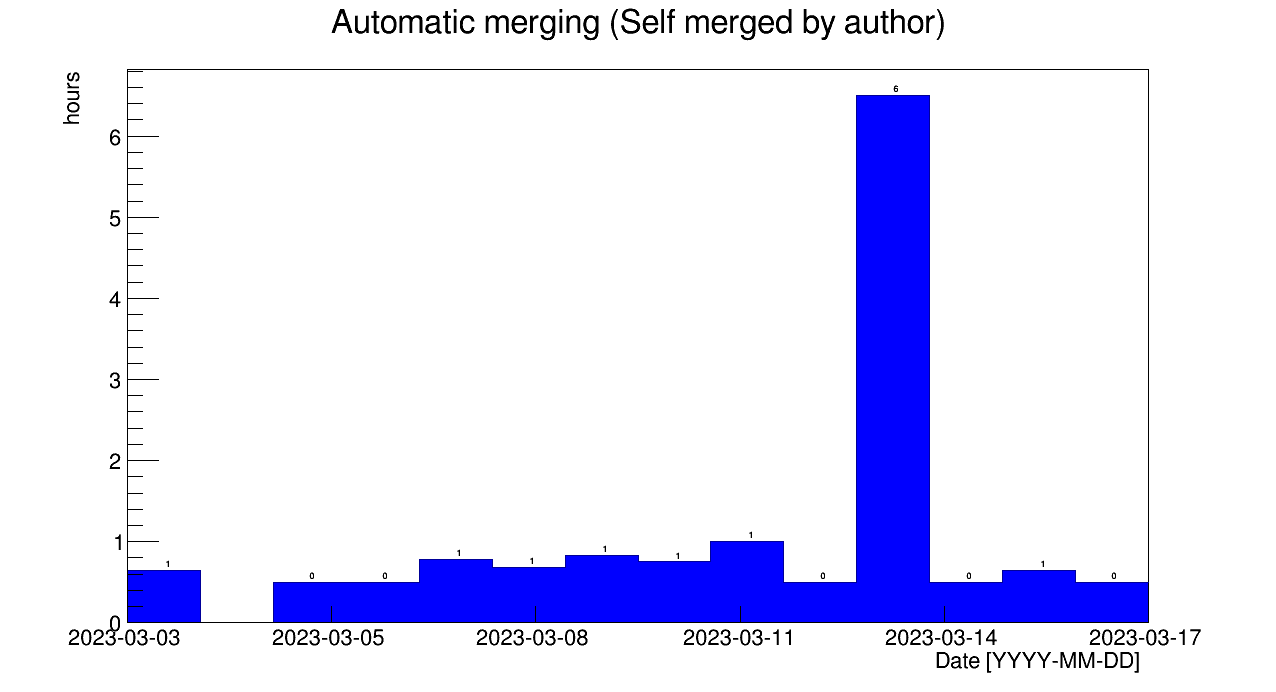 Automatic merging (Self merged by author)
hours
6
5
4
3
2
1
0
1 0 0 1 1 1 1 1 0 6 0 1 0
2023-03-03 2023-03-05 2023-03-08 2023-03-11 2023-03-14 2023-03-17
Date [YYYY-MM-DD]